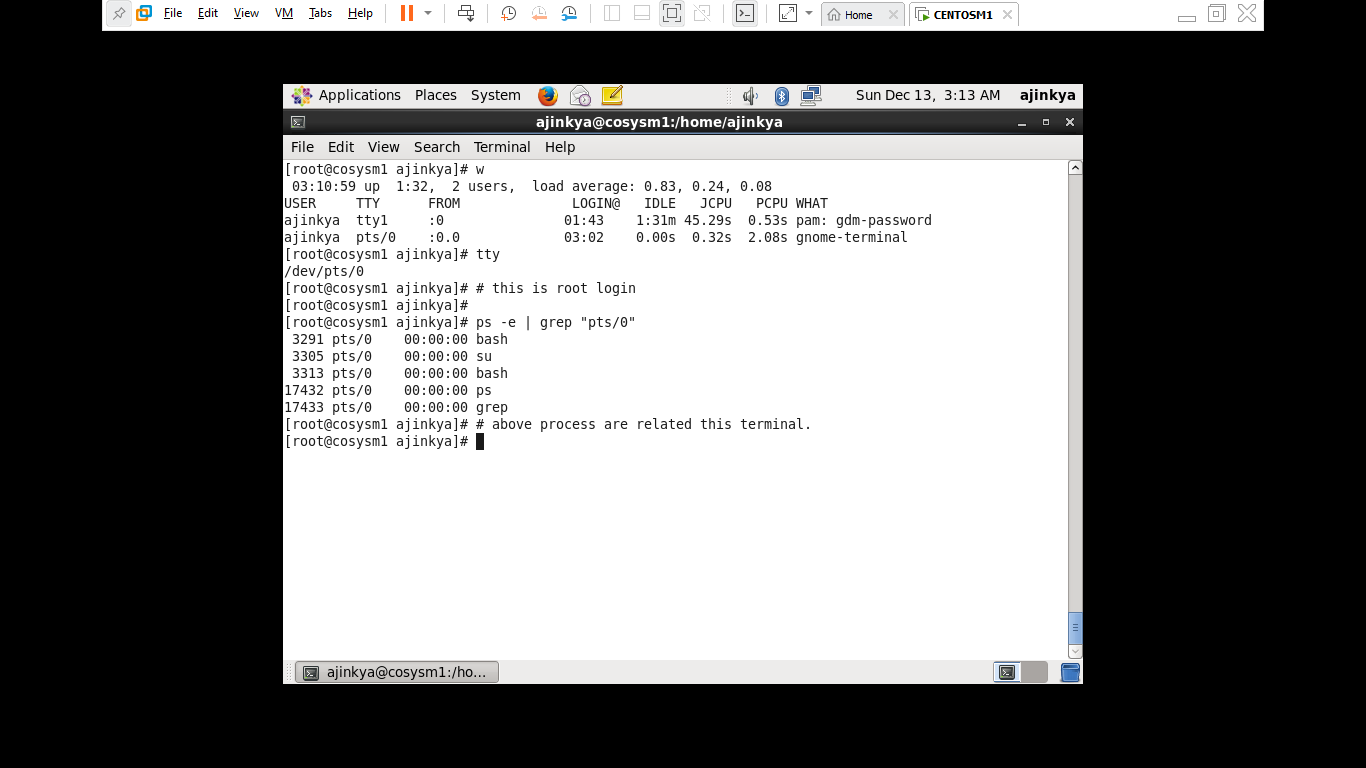 File Edit View VM Tabs Help Home CENTOSM1
Applications Places System Sun Dec 13, 3:13 AM ajinkya
ajinkya@cosysm1:/home/ajinkya
File Edit View Search Terminal Help
[root@cosysm1 ajinkya]# w
 03:10:59 up  1:32,  2 users,  load average: 0.83, 0.24, 0.08
USER     TTY      FROM              LOGIN@   IDLE   JCPU   PCPU WHAT
ajinkya  tty1     :0               01:43    1:31m 45.29s  0.53s pam: gdm-password
ajinkya  pts/0    :0.0             03:02    0.00s  0.32s  2.08s gnome-terminal
[root@cosysm1 ajinkya]# tty
/dev/pts/0
[root@cosysm1 ajinkya]# # this is root login
[root@cosysm1 ajinkya]#
[root@cosysm1 ajinkya]# ps -e | grep "pts/0"
 3291 pts/0    00:00:00 bash
 3305 pts/0    00:00:00 su
 3313 pts/0    00:00:00 bash
17432 pts/0    00:00:00 ps
17433 pts/0    00:00:00 grep
[root@cosysm1 ajinkya]# # above process are related this terminal.
[root@cosysm1 ajinkya]#
ajinkya@cosysm1:/ho...